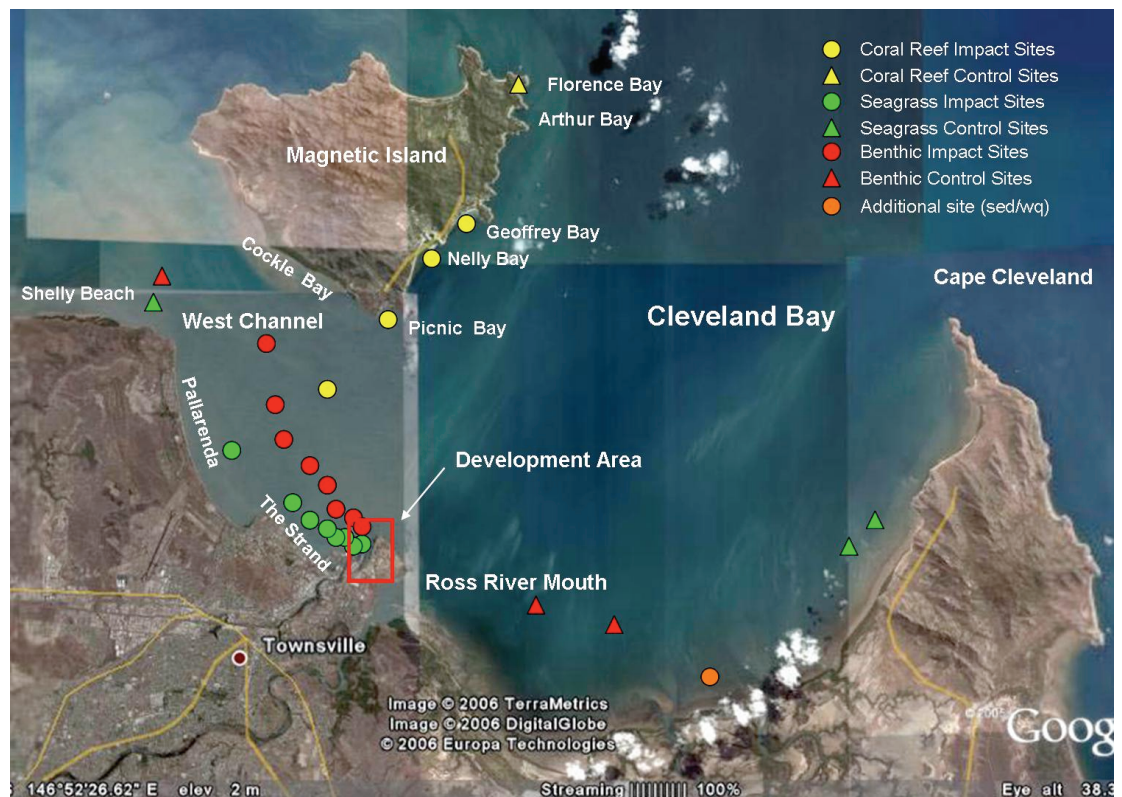 Coral Reef Impact Sites
Coral Reef Control Sites
Seagrass Impact Sites
Seagrass Control Sites
Benthic Impact Sites
Benthic Control Sites
Additional site (sed/wq)
Florence Bay
Arthur Bay
Magnetic Island
Geoffrey Bay
Nelly Bay
Cockle Bay
Cape Cleveland
Shelly Beach
West Channel
Picnic Bay
Cleveland Bay
Pallarenda
Development Area
The Strand
Ross River Mouth
Townsville
Image © 2006 TerraMetrics
Image © 2006 DigitalGlobe
© 2006 Europa Technologies
Goog
146°52'26.62" E elev 2 m
Streaming |||||||||| 100%
Eye alt 38.3